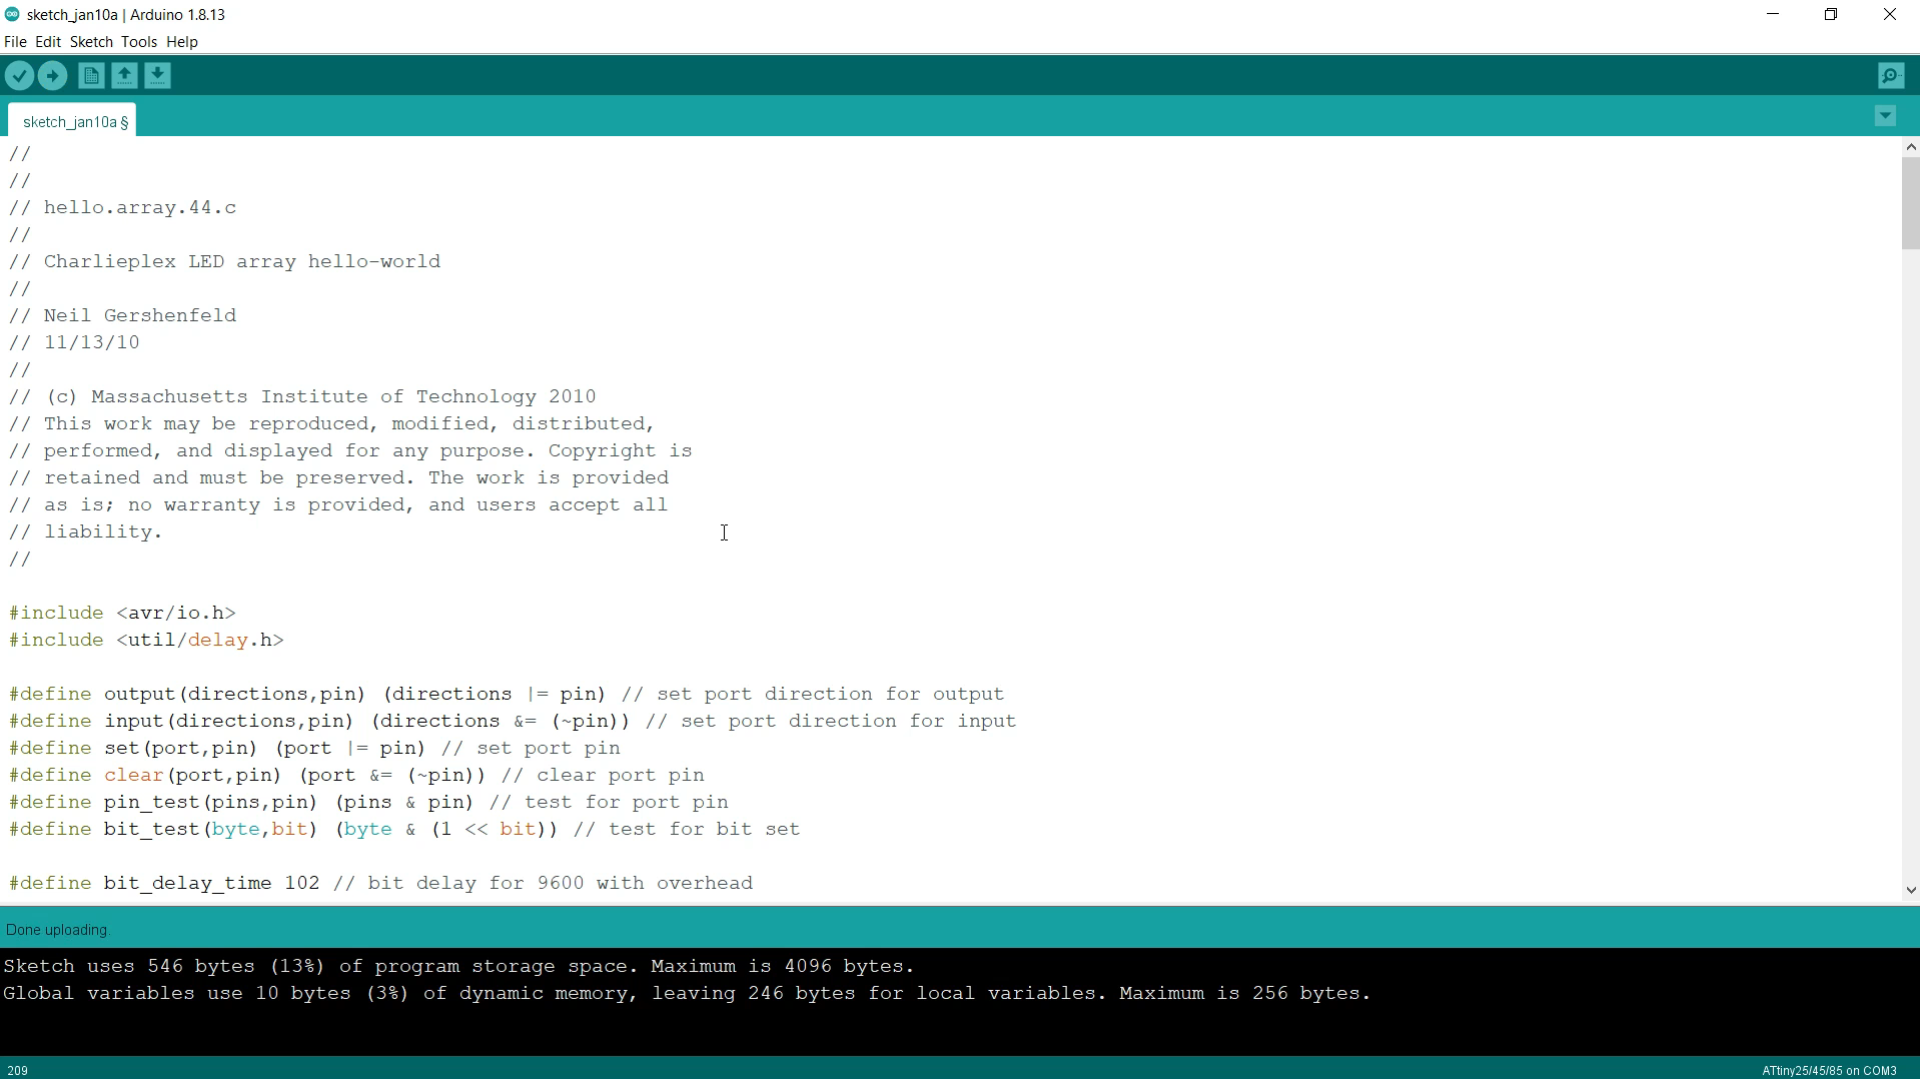 sketch_jan10a | Arduino 1.8.13
File Edit Sketch Tools Help
sketch_jan10a §
//
//
// hello.array.44.c
//
// Charlieplex LED array hello-world
//
// Neil Gershenfeld
// 11/13/10
//
// (c) Massachusetts Institute of Technology 2010
// This work may be reproduced, modified, distributed,
// performed, and displayed for any purpose. Copyright is
// retained and must be preserved. The work is provided
// as is; no warranty is provided, and users accept all
// liability.
//
#include <avr/io.h>
#include <util/delay.h>
#define output(directions,pin) (directions |= pin) // set port direction for output
#define input(directions,pin) (directions &= (~pin)) // set port direction for input
#define set(port,pin) (port |= pin) // set port pin
#define clear(port,pin) (port &= (~pin)) // clear port pin
#define pin_test(pins,pin) (pins & pin) // test for port pin
#define bit_test(byte,bit) (byte & (1 << bit)) // test for bit set
#define bit_delay_time 102 // bit delay for 9600 with overhead
Done uploading.
Sketch uses 546 bytes (13%) of program storage space. Maximum is 4096 bytes.
Global variables use 10 bytes (3%) of dynamic memory, leaving 246 bytes for local variables. Maximum is 256 bytes.
209
ATtiny25/45/85 on COM3